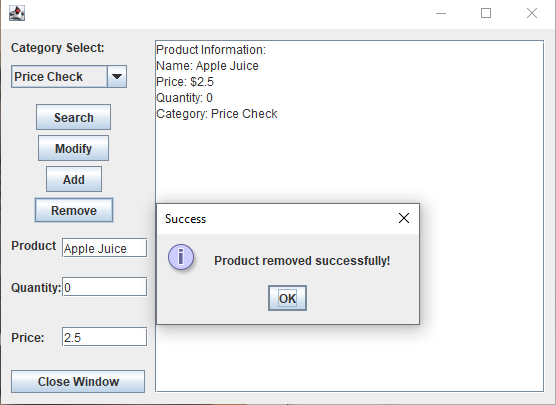 Category Select:
Price Check
Search
Modify
Add
Remove
Product
Apple Juice
Quantity:
0
Price:
2.5
Close Window
Product Information:
Name: Apple Juice
Price: $2.5
Quantity: 0
Category: Price Check
Success
Product removed successfully!
OK